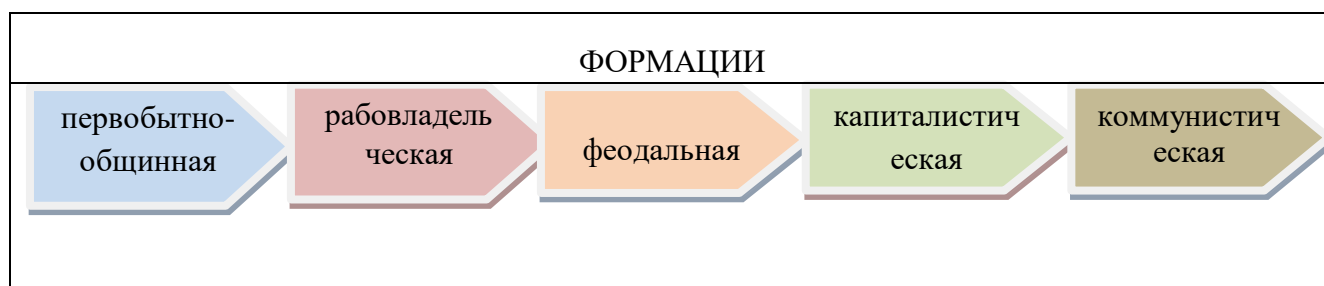 ФОРМАЦИИ
первобытно-
общинная
рабовладель
ческая
феодальная
капиталистич
еская
коммунистич
еская